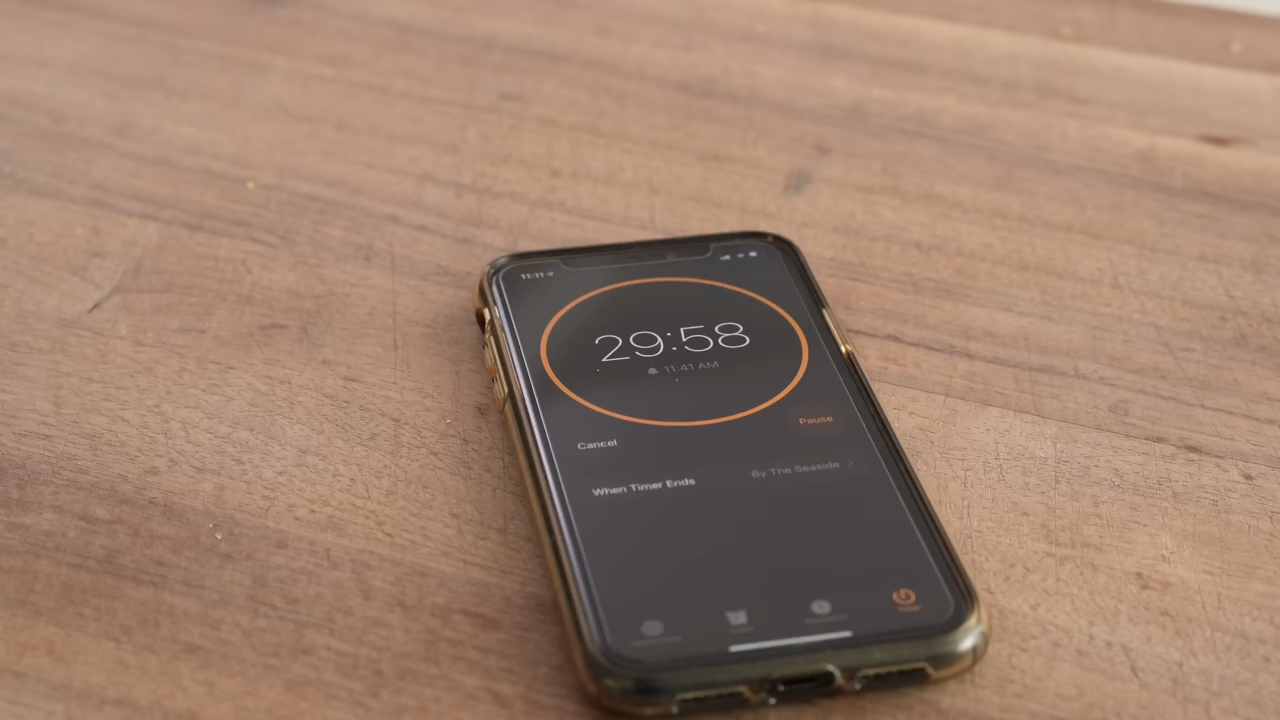 11:11
29:58
11:41 AM
Pause
Cancel
When Timer Ends
By The Seaside